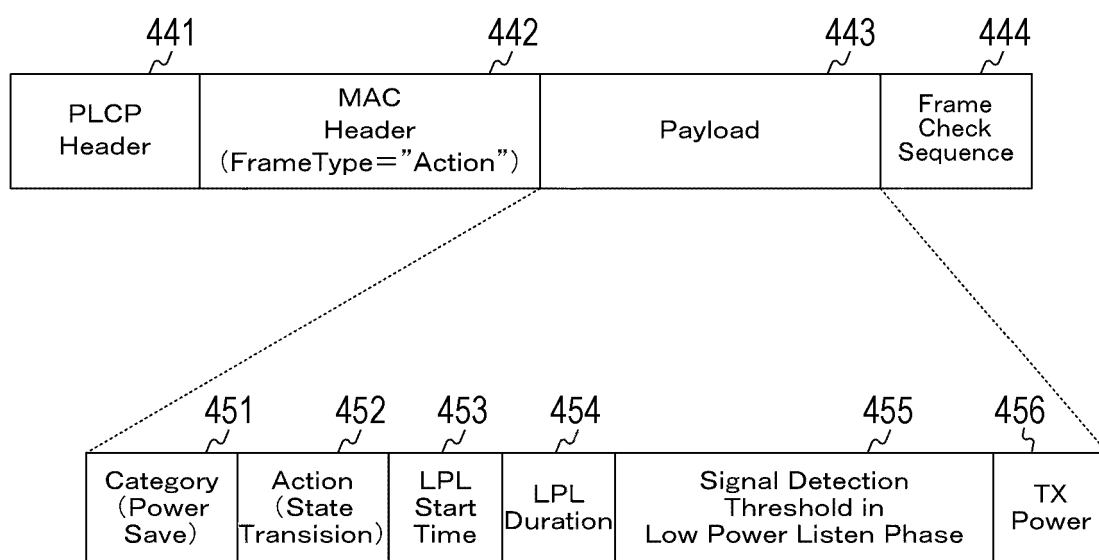 441
442
443
444
PLCP
Header
MAC
Header
(FrameType="Action")
Payload
Frame
Check
Sequence
451
452
453
454
455
456
Category
(Power
Save)
Action
(State
Transision)
LPL
Start
Time
LPL
Duration
Signal Detection
Threshold in
Low Power Listen Phase
TX
Power